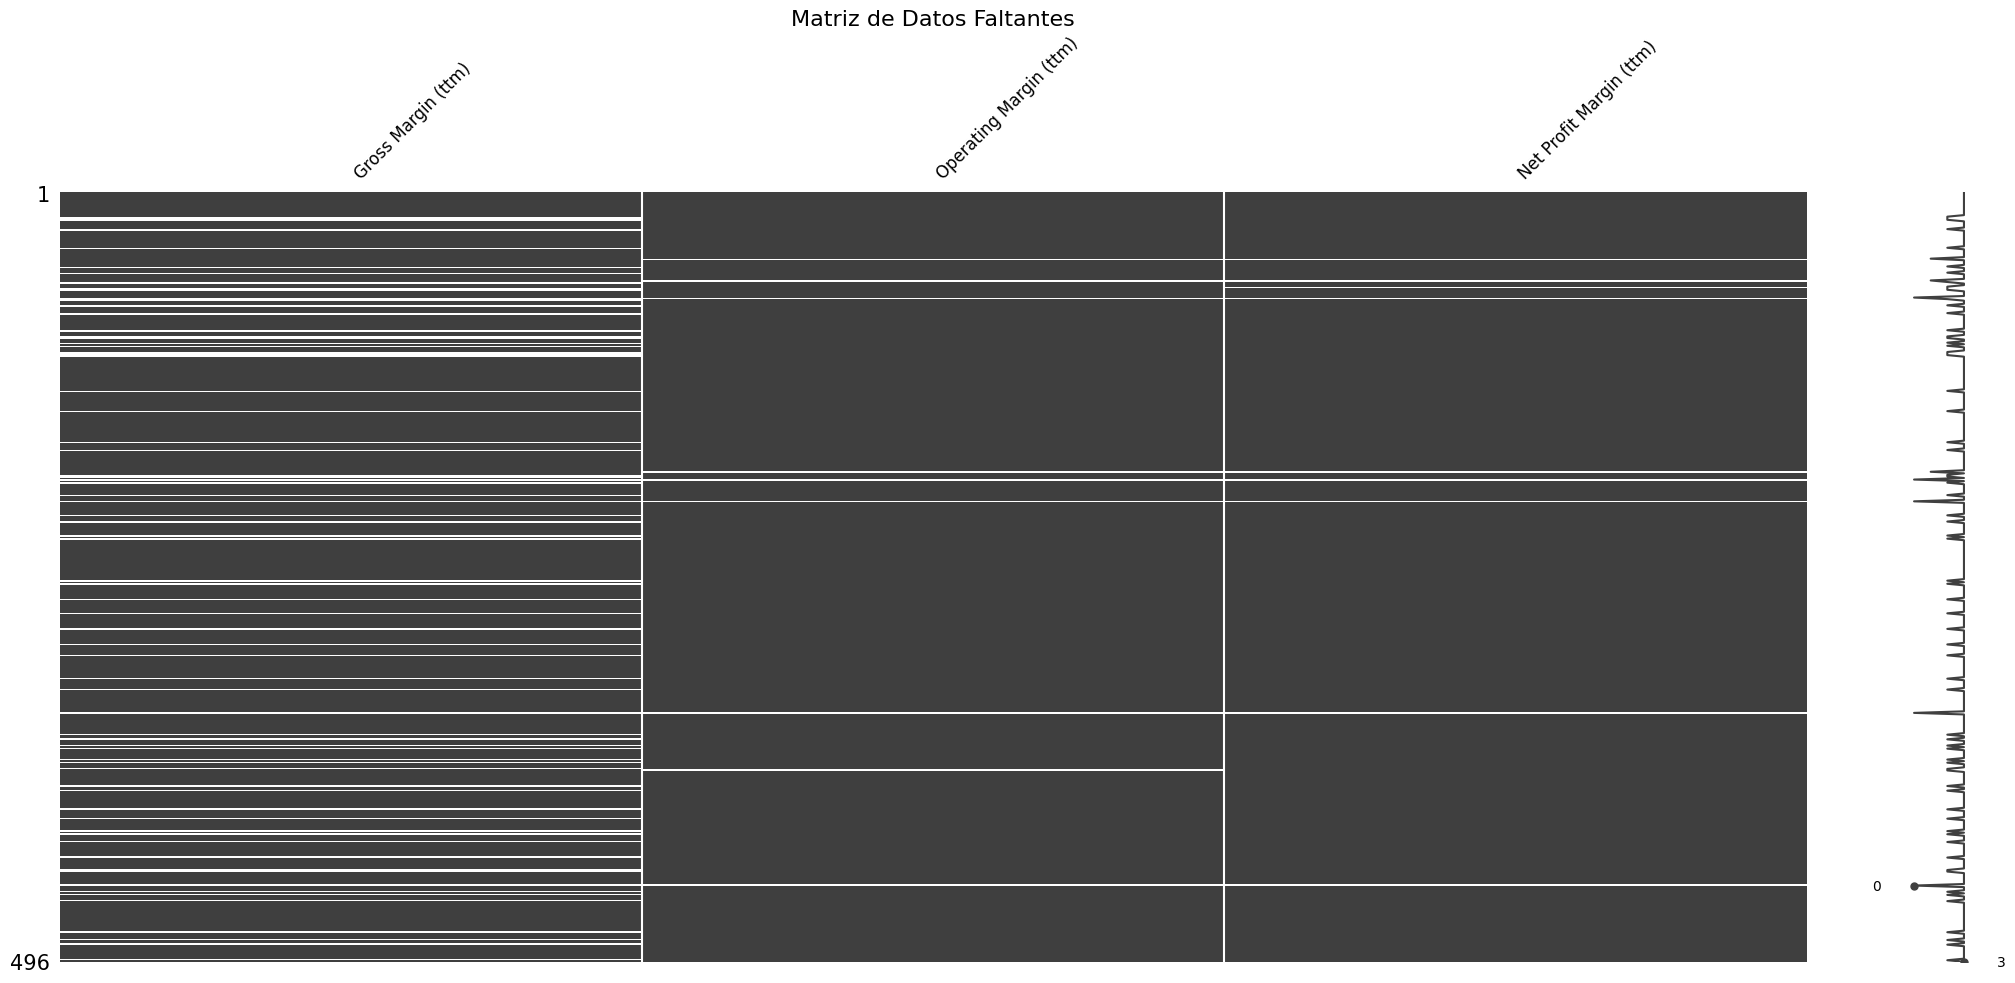 Matriz de Datos Faltantes
Gross Margin (ttm)
Operating Margin (ttm)
Net Profit Margin (ttm)
1
496
0
3